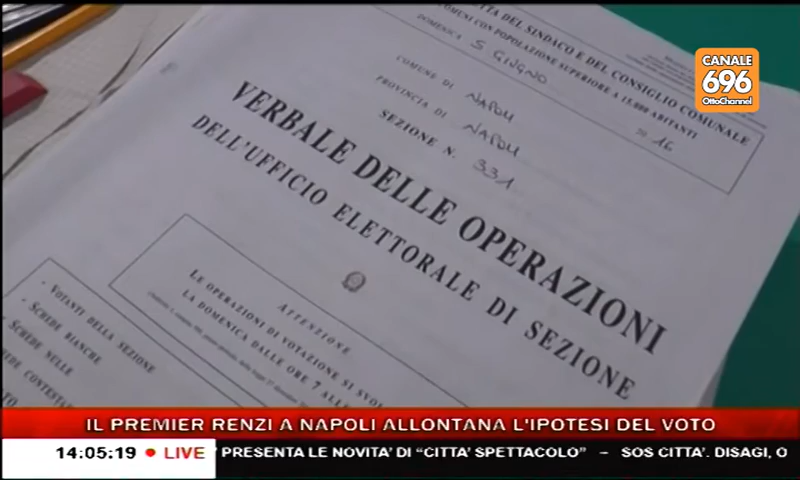 TTA DEL SINDACO E DEL CONSIGLIO COMUNALE
COMUNI CON POPOLAZIONE SUPERIORE A 15.000 ABITANTI
DOMENICA 5 GIUGNO 20 16
COMUNE DI NAPOLI
PROVINCIA DI NAPOLI
SEZIONE N. 331
VERBALE DELLE OPERAZIONI
DELL'UFFICIO ELETTORALE DI SEZIONE
ATTENZIONE
LE OPERAZIONI DI VOTAZIONE SI SVOL
LA DOMENICA DALLE ORE 7 ALLE
- VOTANTI DELLA SEZIONE
- SCHEDE BIANCHE
- SCHEDE NULLE
SCHEDE CONTESTA
CANALE
696
OttoChannel
IL PREMIER RENZI A NAPOLI ALLONTANA L'IPOTESI DEL VOTO
14:05:19 • LIVE ' PRESENTA LE NOVITA' DI “CITTA' SPETTACOLO” – SOS CITTA'. DISAGI, O